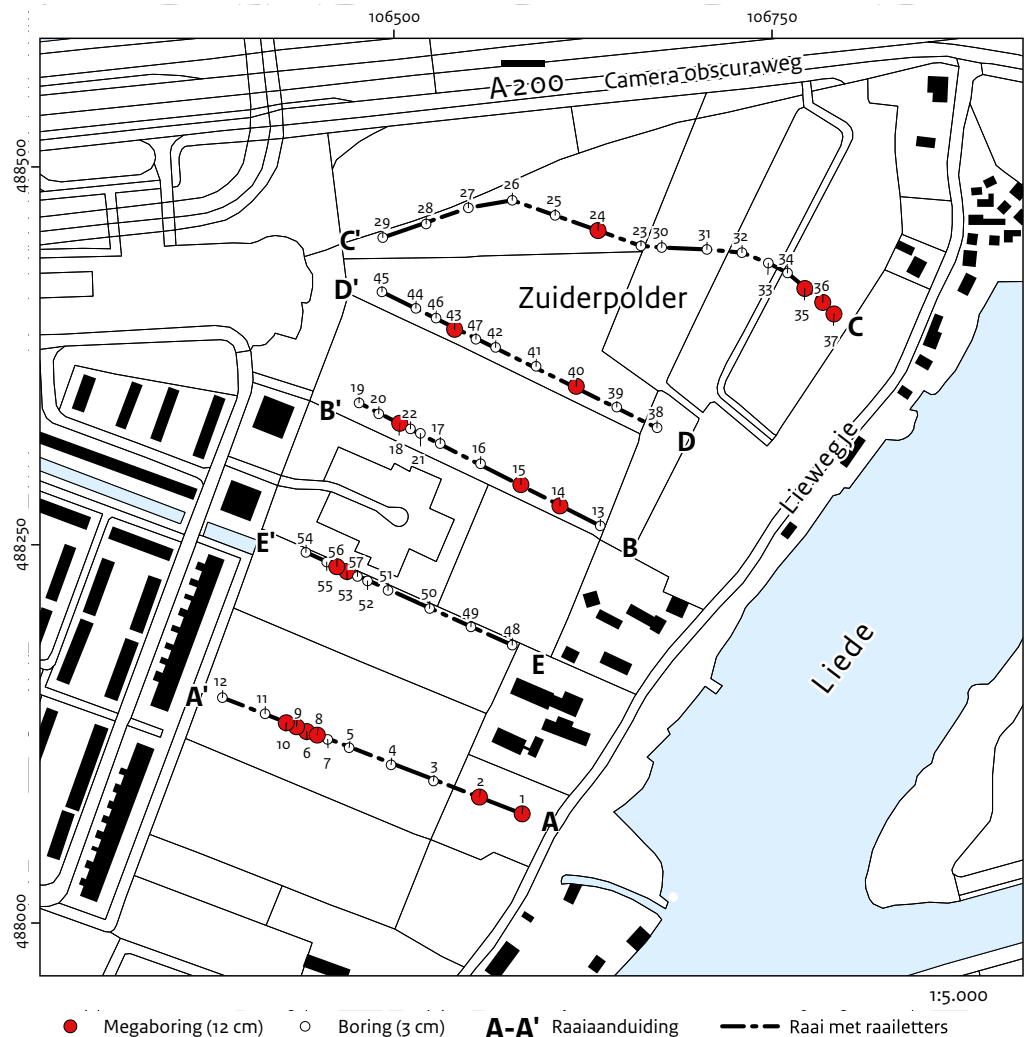 106500 106750
A200 Camera obscuraweg
488500
26
27 28 29 25 24
C'
23 30 31 32 34
33
35 36 37
C
D'
45 44 46 43 47 42 41 40 39 38
Zuiderpolder
D
B'
19 20 22 17
18 21
16 15 14 13
B
Liewegje
488250
E'
54 56 57 51 50 49 48
55 53 52
E
Liede
A'
12 11 9 8 5 4 3 2 1
10 6 7
A
488000
1:5.000
Megaboring (12 cm) Boring (3 cm) A-A' Raaiaanduiding Raai met raailetters